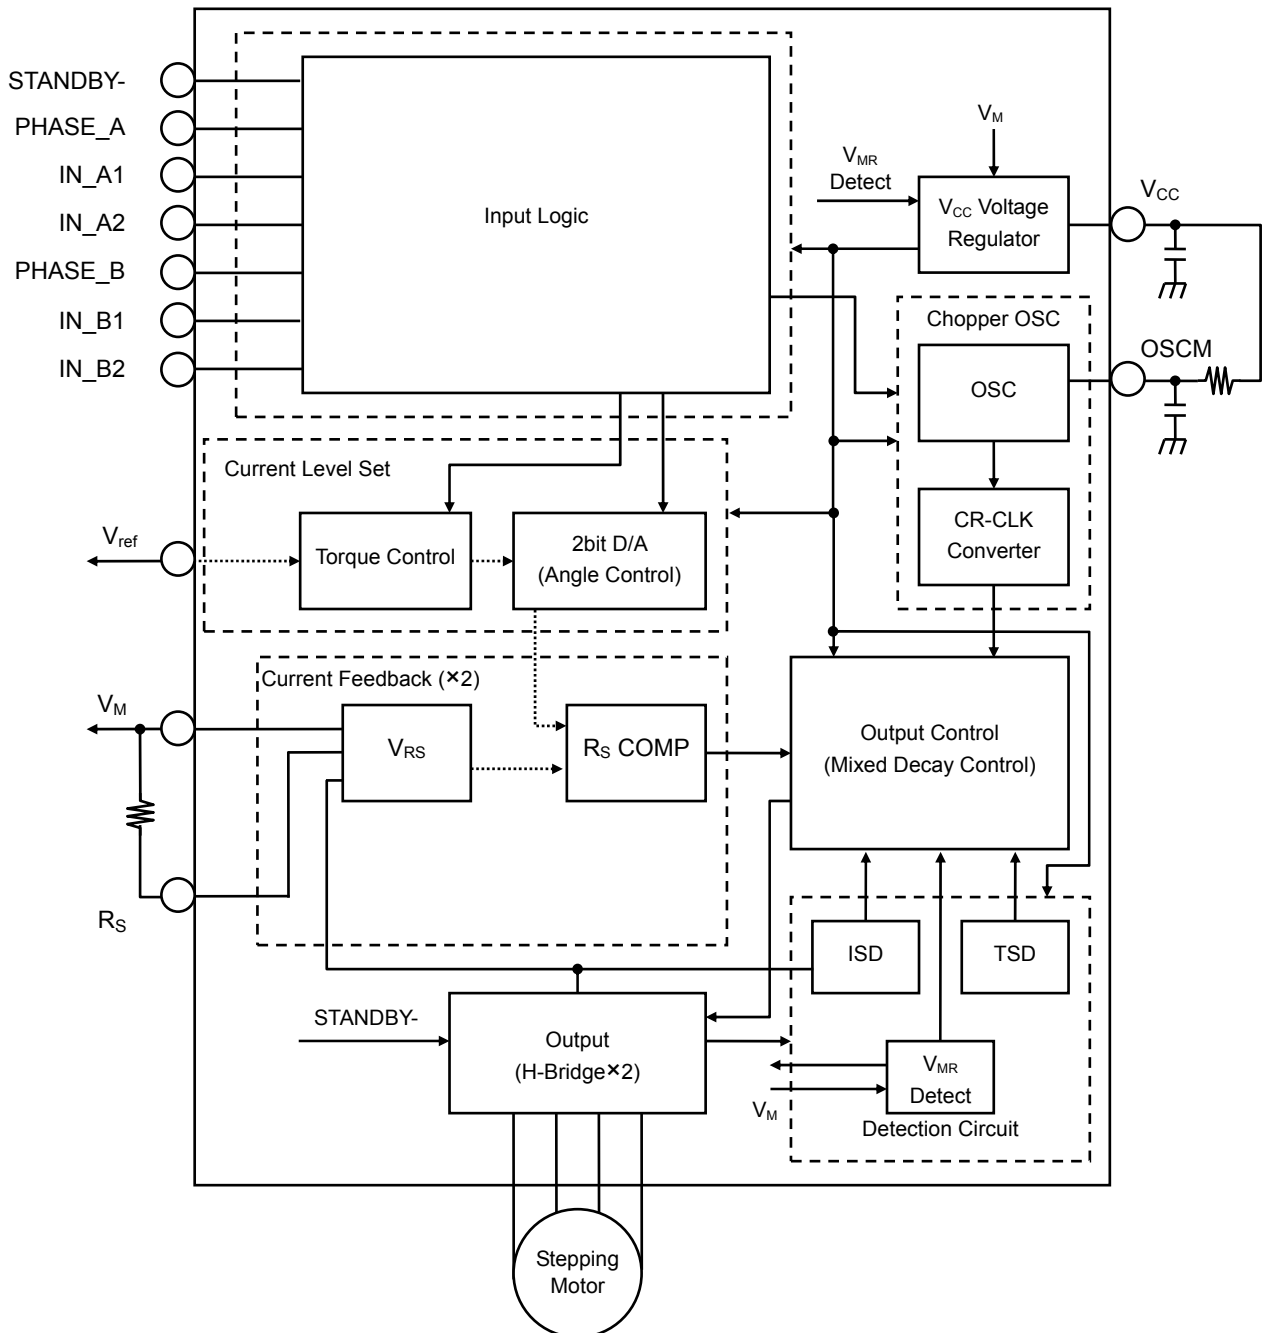 STANDBY-
PHASE_A
IN_A1
IN_A2
PHASE_B
IN_B1
IN_B2
Input Logic
VM
VMR
Detect
VCC Voltage
Regulator
VCC
Chopper OSC
OSC
OSCM
CR-CLK
Converter
Current Level Set
Vref
Torque Control
2bit D/A
(Angle Control)
Current Feedback (×2)
VM
VRS
RS COMP
Output Control
(Mixed Decay Control)
RS
ISD
TSD
STANDBY-
Output
(H-Bridge×2)
VMR
Detect
VM
Detection Circuit
Stepping
Motor